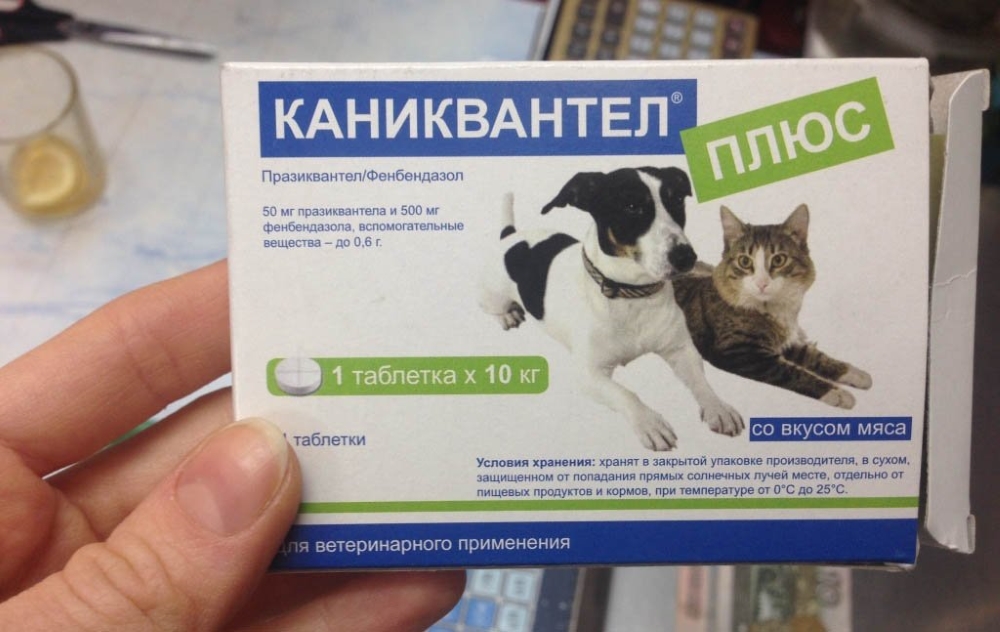 КАНИКВАНТЕЛ®
ПЛЮС
Празиквантел/Фенбендазол
50 мг празиквантела и 500 мг
фенбендазола, вспомогательные
вещества – до 0,6 г.
1 таблетка х 10 кг
таблетки
со вкусом мяса
Условия хранения: хранят в закрытой упаковке производителя, в сухом,
защищенном от попадания прямых солнечных лучей месте, отдельно от
пищевых продуктов и кормов, при температуре от 0°С до 25°С.
для ветеринарного применения